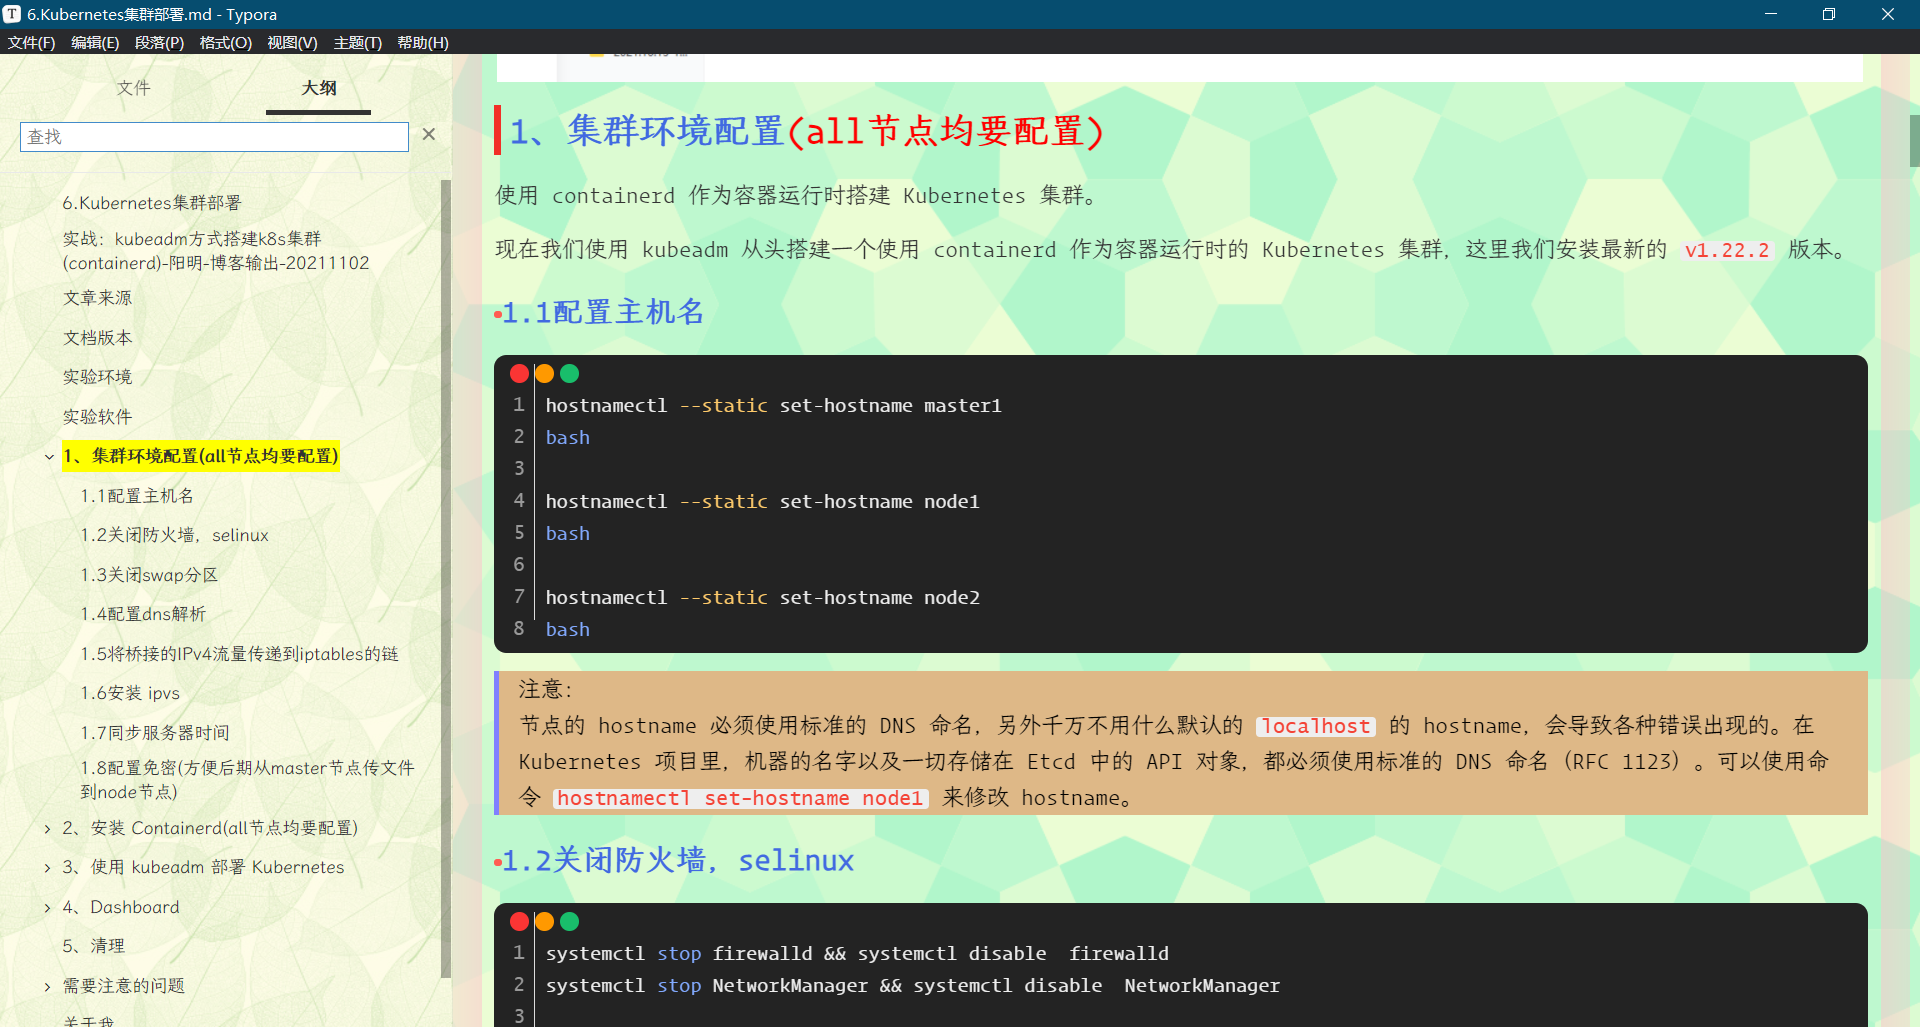 6.Kubernetes集群部署.md - Typora
文件(F) 编辑(E) 段落(P) 格式(O) 视图(V) 主题(T) 帮助(H)
文件 大纲
查找
6.Kubernetes集群部署
实战：kubeadm方式搭建k8s集群
(containerd)-阳明-博客输出-20211102
文章来源
文档版本
实验环境
实验软件
1、集群环境配置(all节点均要配置)
1.1配置主机名
1.2关闭防火墙，selinux
1.3关闭swap分区
1.4配置dns解析
1.5将桥接的IPv4流量传递到iptables的链
1.6安装 ipvs
1.7同步服务器时间
1.8配置免密(方便后期从master节点传文件
到node节点)
2、安装 Containerd(all节点均要配置)
3、使用 kubeadm 部署 Kubernetes
4、Dashboard
5、清理
需要注意的问题
关于我
1、集群环境配置(all节点均要配置)
使用 containerd 作为容器运行时搭建 Kubernetes 集群。
现在我们使用 kubeadm 从头搭建一个使用 containerd 作为容器运行时的 Kubernetes 集群，这里我们安装最新的 v1.22.2 版本。
1.1配置主机名
1 hostnamectl --static set-hostname master1
2 bash
3
4 hostnamectl --static set-hostname node1
5 bash
6
7 hostnamectl --static set-hostname node2
8 bash
注意：
节点的 hostname 必须使用标准的 DNS 命名，另外千万不用什么默认的 localhost 的 hostname，会导致各种错误出现的。在
Kubernetes 项目里，机器的名字以及一切存储在 Etcd 中的 API 对象，都必须使用标准的 DNS 命名（RFC 1123）。可以使用命
令 hostnamectl set-hostname node1 来修改 hostname。
1.2关闭防火墙，selinux
1 systemctl stop firewalld && systemctl disable  firewalld
2 systemctl stop NetworkManager && systemctl disable  NetworkManager
3